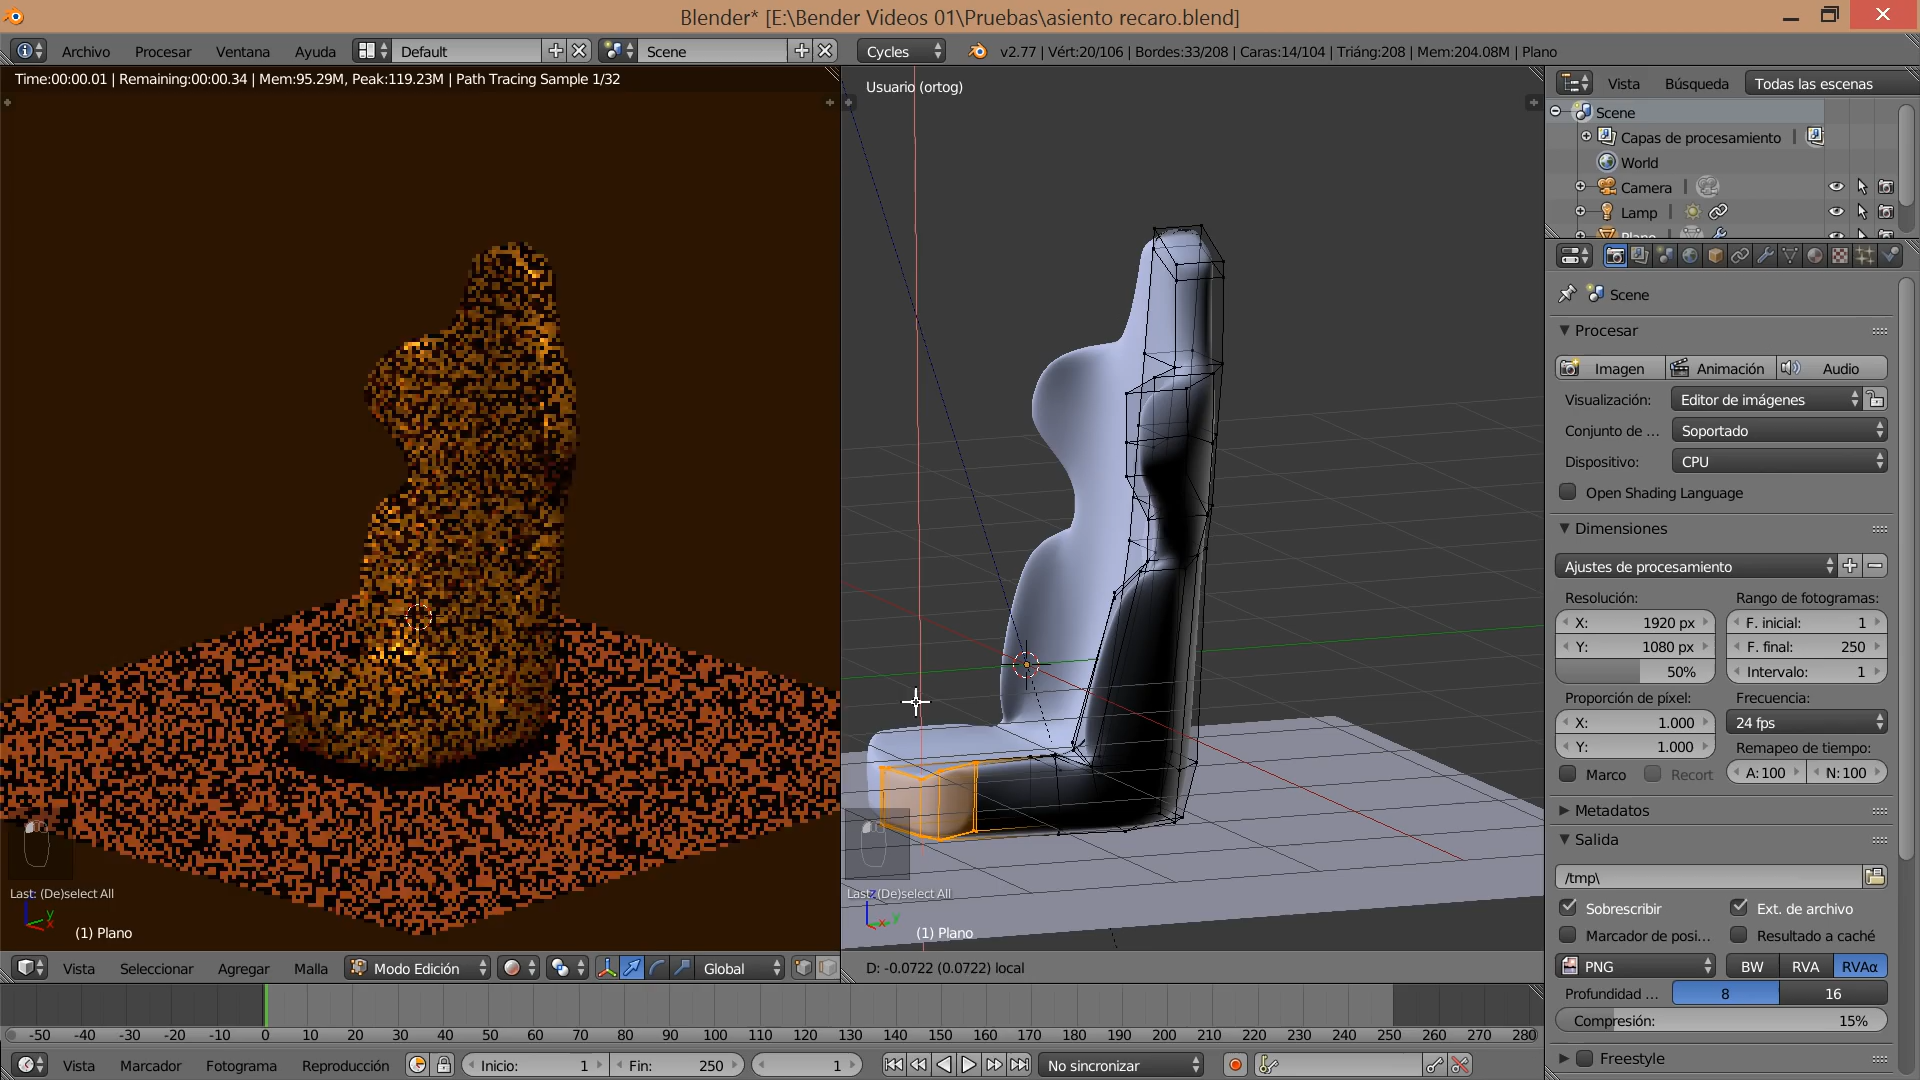 Blender* [E:\Bender Videos 01\Pruebas\asiento recaro.blend]
Archivo Procesar Ventana Ayuda Default Scene Cycles v2.77 | Vért:20/106 | Bordes:33/208 | Caras:14/104 | Triáng:208 | Mem:204.08M | Plano
Time:00:00.01 | Remaining:00:00.34 | Mem:95.29M, Peak:119.23M | Path Tracing Sample 1/32
Usuario (ortog)
Vista Búsqueda Todas las escenas
Scene
Capas de procesamiento
World
Camera
Lamp
Plano
Scene
Procesar
Imagen Animación Audio
Visualización: Editor de imágenes
Conjunto de ... Soportado
Dispositivo: CPU
Open Shading Language
Dimensiones
Ajustes de procesamiento
Resolución: Rango de fotogramas:
X: 1920 px F. inicial: 1
Y: 1080 px F. final: 250
50% Intervalo: 1
Proporción de píxel: Frecuencia:
X: 1.000 24 fps
Y: 1.000 Remapeo de tiempo:
Marco Recort A:100 N:100
Metadatos
Salida
/tmp\
Sobrescribir Ext. de archivo
Marcador de posi... Resultado a caché
PNG BW RVA RVAα
Profundidad ... 8 16
Compresión: 15%
Freestyle
Last: (De)select All
z y x
(1) Plano
Last: (De)select All
z x y
(1) Plano
Vista Seleccionar Agregar Malla Modo Edición Global
D: -0.0722 (0.0722) local
-50 -40 -30 -20 -10 0 10 20 30 40 50 60 70 80 90 100 110 120 130 140 150 160 170 180 190 200 210 220 230 240 250 260 270 280
Vista Marcador Fotograma Reproducción Inicio: 1 Fin: 250 1 No sincronizar